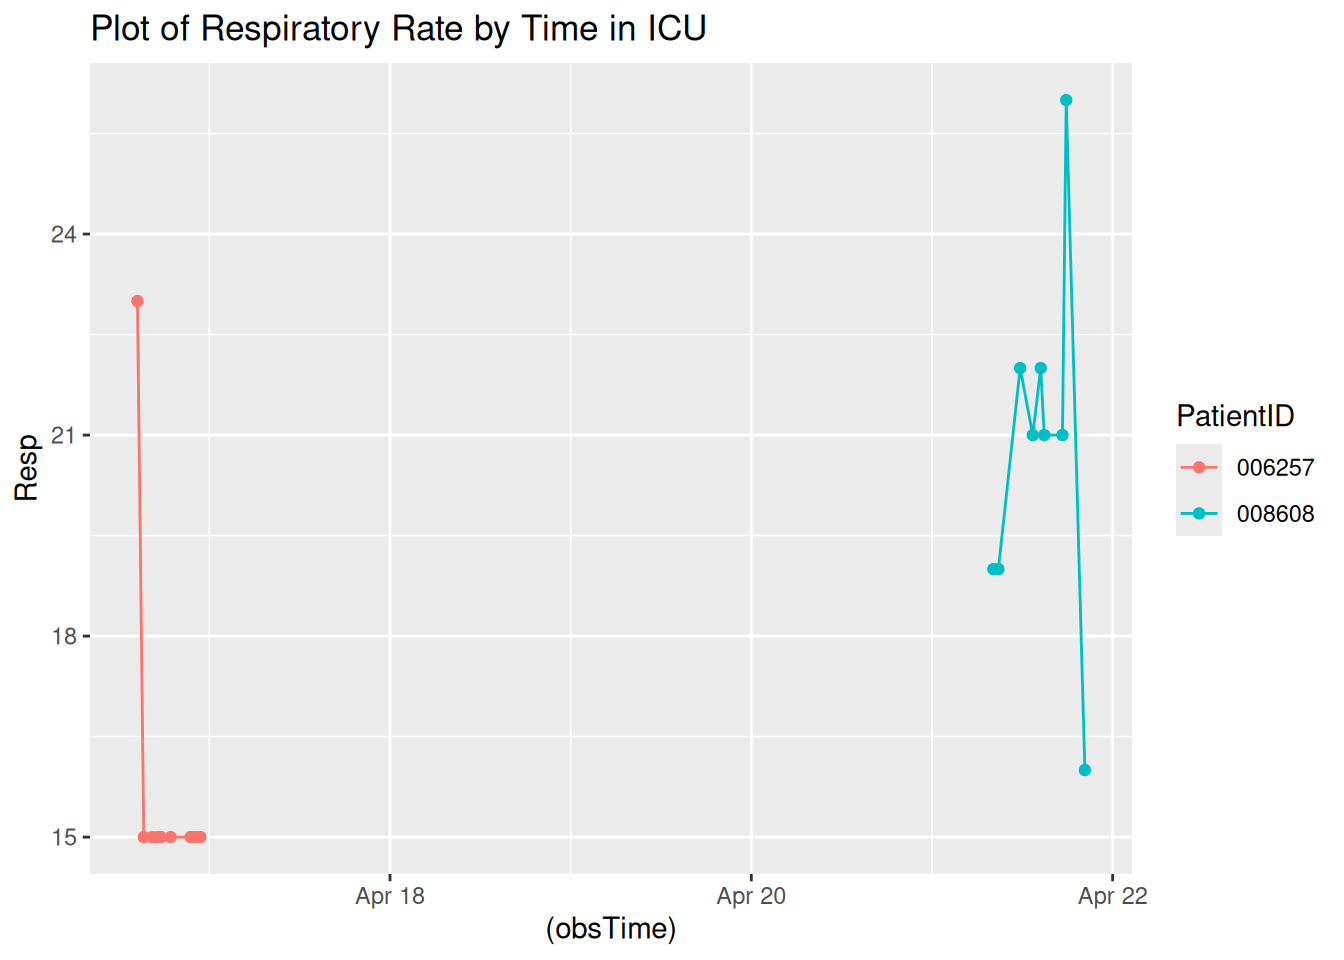 Plot of Respiratory Rate by Time in ICU
Resp
24
21
18
15
Apr 18
Apr 20
Apr 22
(obsTime)
PatientID
006257
008608